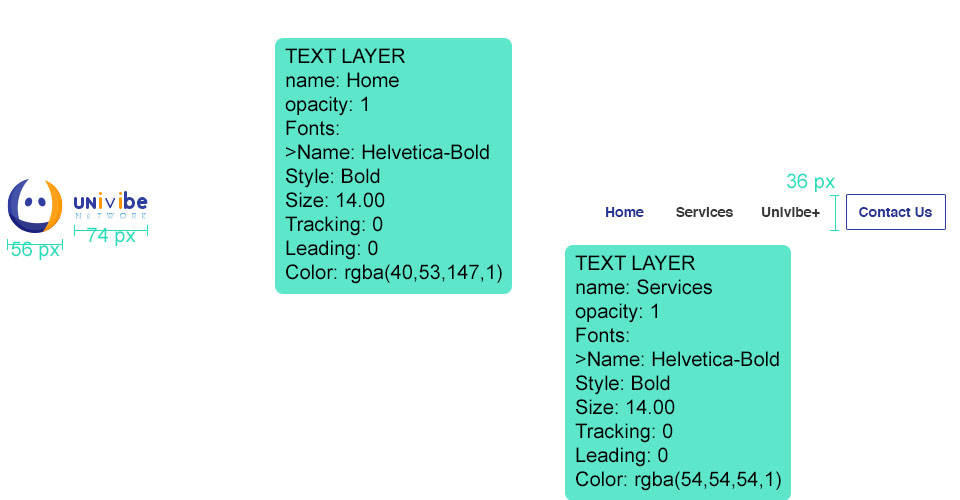 TEXT LAYER
name: Home
opacity: 1
Fonts:
>Name: Helvetica-Bold
Style: Bold
Size: 14.00
Tracking: 0
Leading: 0
Color: rgba(40,53,147,1)
36 px
univibe
NETWORK
56 px
74 px
Home Services Univibe+ Contact Us
TEXT LAYER
name: Services
opacity: 1
Fonts:
>Name: Helvetica-Bold
Style: Bold
Size: 14.00
Tracking: 0
Leading: 0
Color: rgba(54,54,54,1)